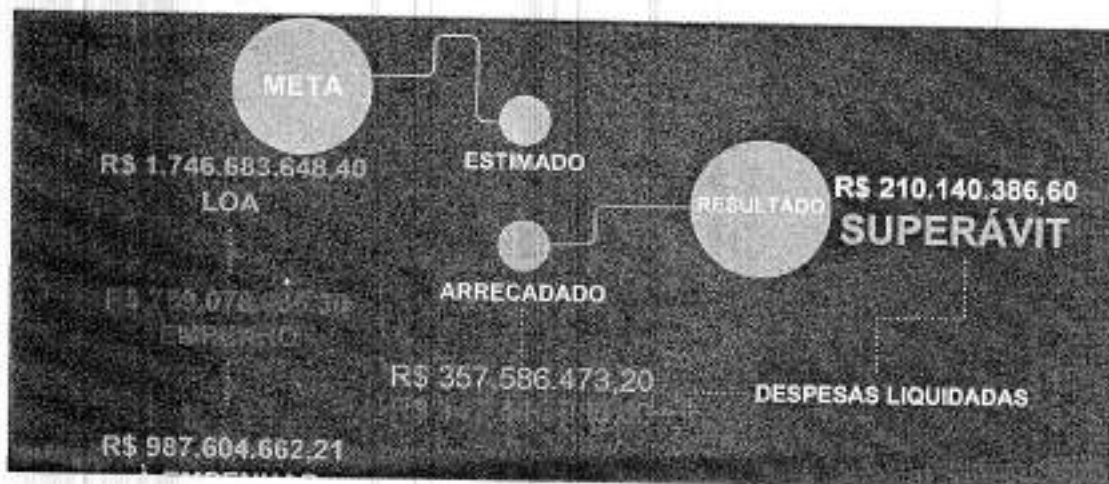 META
ESTIMADO
R$ 1.746.683.648,40
LOA
RESULTADO
R$ 210.140.386,60
SUPERÁVIT
ARRECADADO
R$ 357.586.473,20
DESPESAS LIQUIDADAS
R$ 987.604.662,21
À EMPENHAR